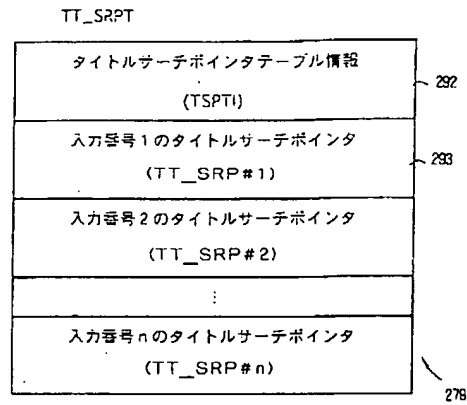 TT_SRPT
タイトルサーチポインタテーブル情報
(TSPTI)
292
入力番号1のタイトルサーチポインタ
(TT_SRP#1)
293
入力番号2のタイトルサーチポインタ
(TT_SRP#2)
⋮
入力番号nのタイトルサーチポインタ
(TT_SRP#n)
279